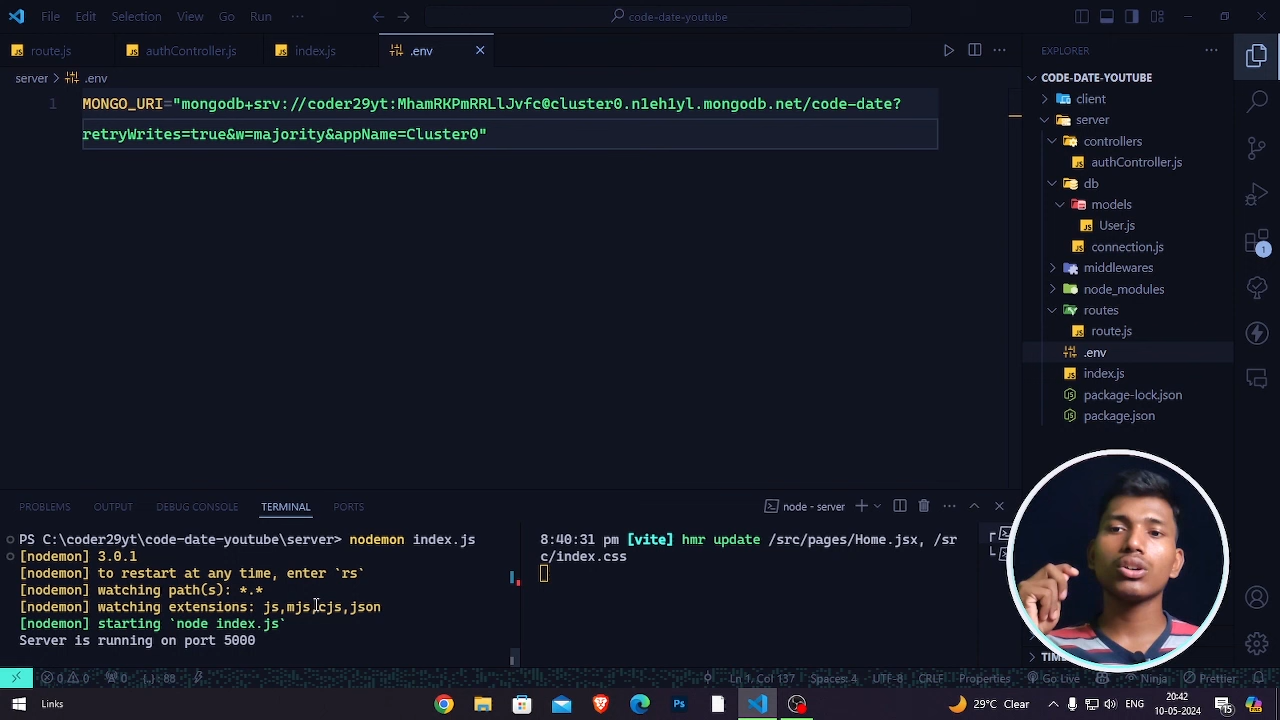 File Edit Selection View Go Run ··· code-date-youtube
route.js authController.js index.js .env
server > .env
1 MONGO_URI="mongodb+srv://coder29yt:MhamRKPmRRLlJvfc@cluster0.n1eh1yl.mongodb.net/code-date?
retryWrites=true&w=majority&appName=Cluster0"
EXPLORER
CODE-DATE-YOUTUBE
client
server
controllers
authController.js
db
models
User.js
connection.js
middlewares
node_modules
routes
route.js
.env
index.js
package-lock.json
package.json
1
PROBLEMS OUTPUT DEBUG CONSOLE TERMINAL PORTS node - server
PS C:\coder29yt\code-date-youtube\server> nodemon index.js
[nodemon] 3.0.1
[nodemon] to restart at any time, enter `rs`
[nodemon] watching path(s): *.*
[nodemon] watching extensions: js,mjs,cjs,json
[nodemon] starting `node index.js`
Server is running on port 5000
8:40:31 pm [vite] hmr update /src/pages/Home.jsx, /sr
c/index.css
0 0 0 {..}: 88 Ln 1, Col 137 Spaces: 4 UTF-8 CRLF Properties Go Live Ninja Prettier
Links 29°C Clear 20:42
10-05-2024